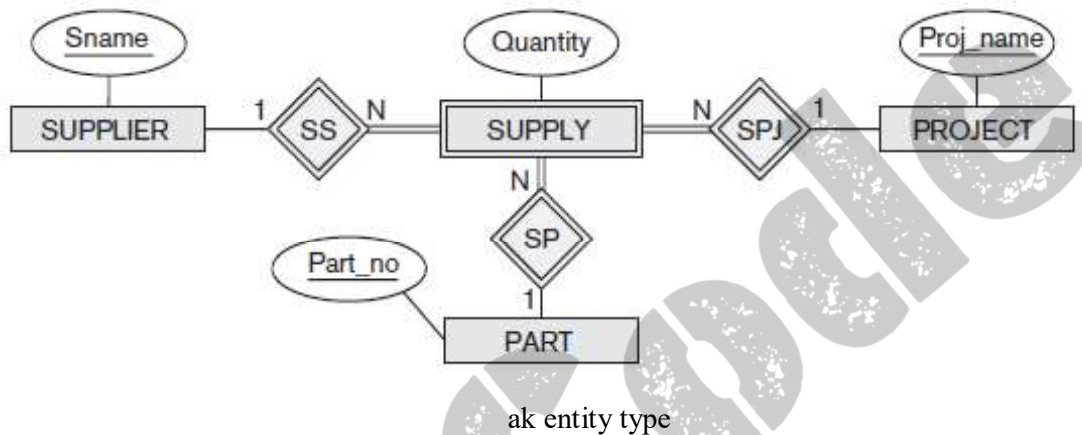 Sname
Quantity
Proj_name
SUPPLIER
1
SS
N
SUPPLY
N
SPJ
1
PROJECT
N
SP
Part_no
1
PART
ak entity type